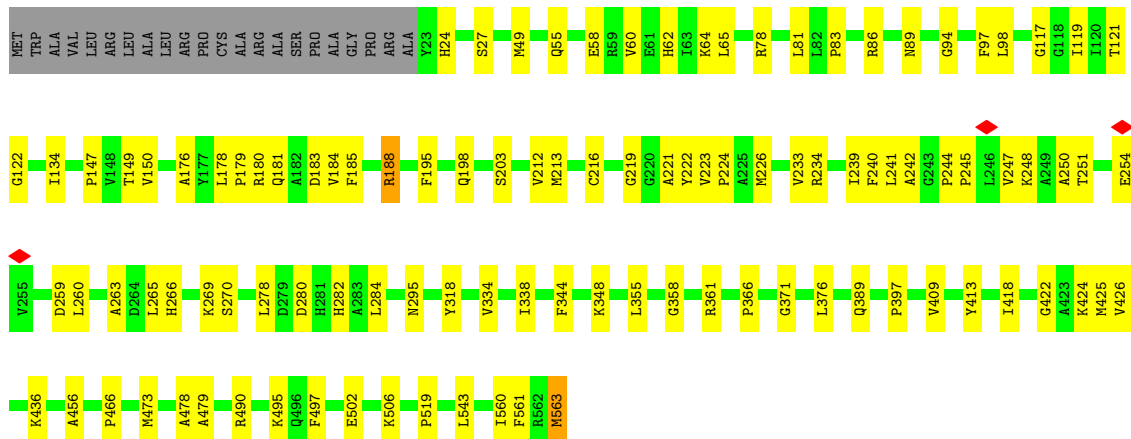 MET TRP ALA VAL LEU ARG LEU ALA LEU ARG PRO CYS ALA ARG ALA SER PRO ALA GLY PRO ARG ALA Y23 H24 S27 M49 Q55 E58 R59 V60 E61 H62 I63 K64 L65 R78 L81 L82 P83 R86 N89 G94 F97 L98 G117 G118 I119 I120 T121
G122 I134 P147 V148 T149 V150 A176 Y177 L178 P179 R180 Q181 A182 D183 V184 F185 R188 F195 Q198 S203 V212 M213 C216 G219 G220 A221 Y222 V223 P224 A225 M226 V233 R234 I239 F240 L241 A242 G243 P244 P245 L246 V247 K248 A249 A250 T251 E254
V255 D259 L260 A263 D264 L265 H266 K269 S270 L278 D279 D280 H281 H282 A283 L284 N295 Y318 V334 I338 F344 K348 L355 G358 R361 P366 G371 L376 Q389 P397 V409 Y413 I418 G422 A423 K424 M425 V426
K436 A456 P466 M473 A478 A479 R490 K495 Q496 F497 E502 K506 P519 L543 I560 F561 R562 M563